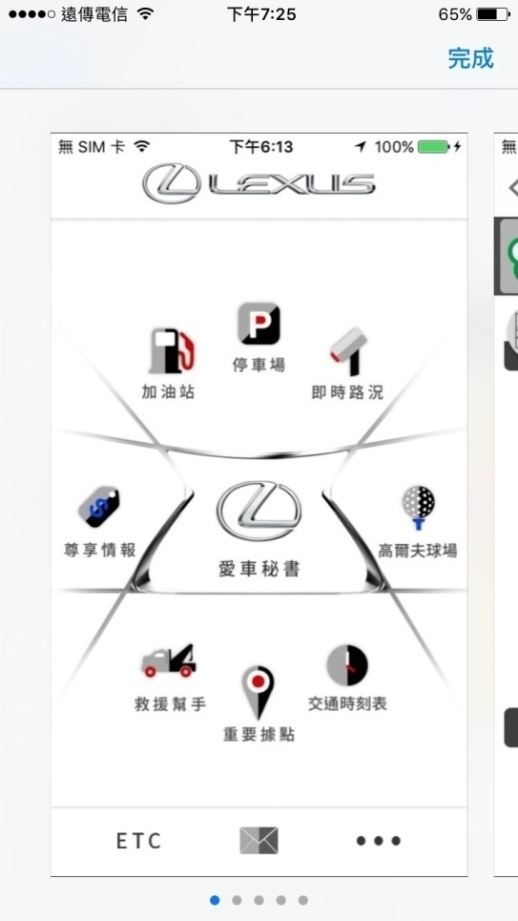 遠傳電信 下午7:25 65%
完成
無 SIM 卡 下午6:13 100% 無
LEXUS
P
停車場
加油站 即時路況
尊享情報 高爾夫球場
愛車秘書
救援幫手 交通時刻表
重要據點
ETC